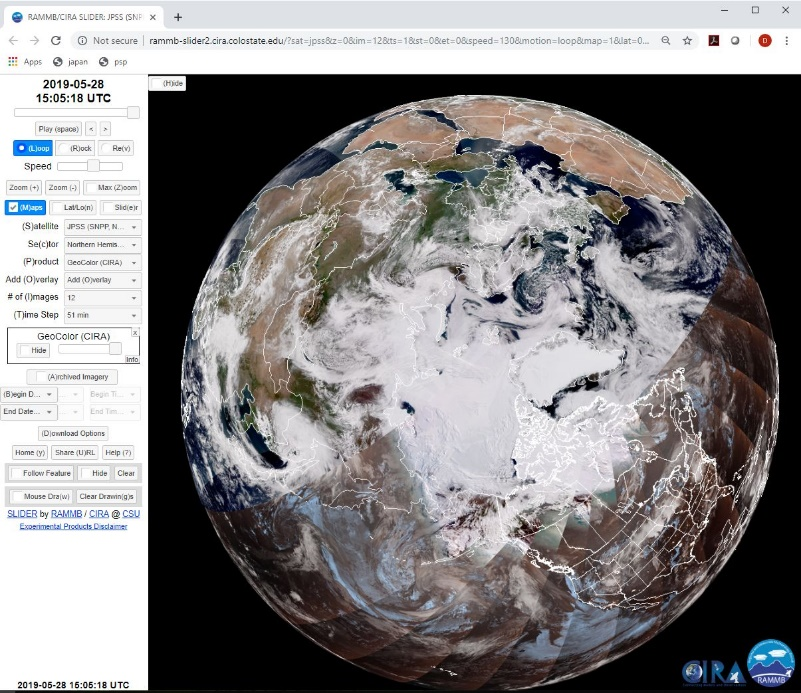 RAMMB/CIRA SLIDER: JPSS (SNP
Not secure
rammb-slider2.cira.colostate.edu/?sat=jpss&z=0&im=12&ts=1&st=0&et=0&speed=130&motion=loop&map=1&lat=0...
Apps japan psp
2019-05-28
15:05:18 UTC
(H)ide
Play (space) < >
(L)oop (R)ock Re(v)
Speed
Zoom (+) Zoom (-) Max (Z)oom
(M)aps Lat/Lo(n) Slid(e)r
(S)atellite JPSS (SNPP, N...
Se(c)tor Northern Hemis...
(P)roduct GeoColor (CIRA)
Add (O)verlay Add (O)verlay
# of (I)mages 12
(T)ime Step 51 min
GeoColor (CIRA) x
Hide Info
(A)rchived Imagery
(B)egin D... ... Begin Ti...
End Date... ... End Tim...
(D)ownload Options
Home (y) Share (U)RL Help (?)
Follow Feature Hide Clear
Mouse Dra(w) Clear Drawin(g)s
SLIDER by RAMMB / CIRA @ CSU
Experimental Products Disclaimer
2019-05-28 15:05:18 UTC
CIRA
RAMMB